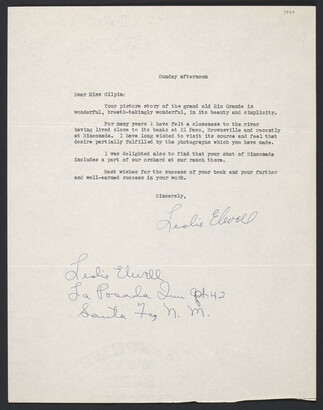 Sunday afternoon
Dear Miss Gilpin:
Your picture story of the grand old Rio Grande is
wonderful, breath-takingly wonderful, in its beauty and simplicity.
For many years I have felt a closeness to the river
having lived close to its banks at El Paso, Brownsville and recently
at Rinconada. I have long wished to visit its source and feel that
desire partially fulfilled by the photographs which you have made.
I was delighted also to find that your shot of Rinconada
includes a part of our orchard at our ranch there.
Best wishes for the success of your book and your further
and well-earned success in your work.
Sincerely,
Leslie Elwell
Leslie Elwell
La Posada Inn Apt 42
Santa Fe, N. M.